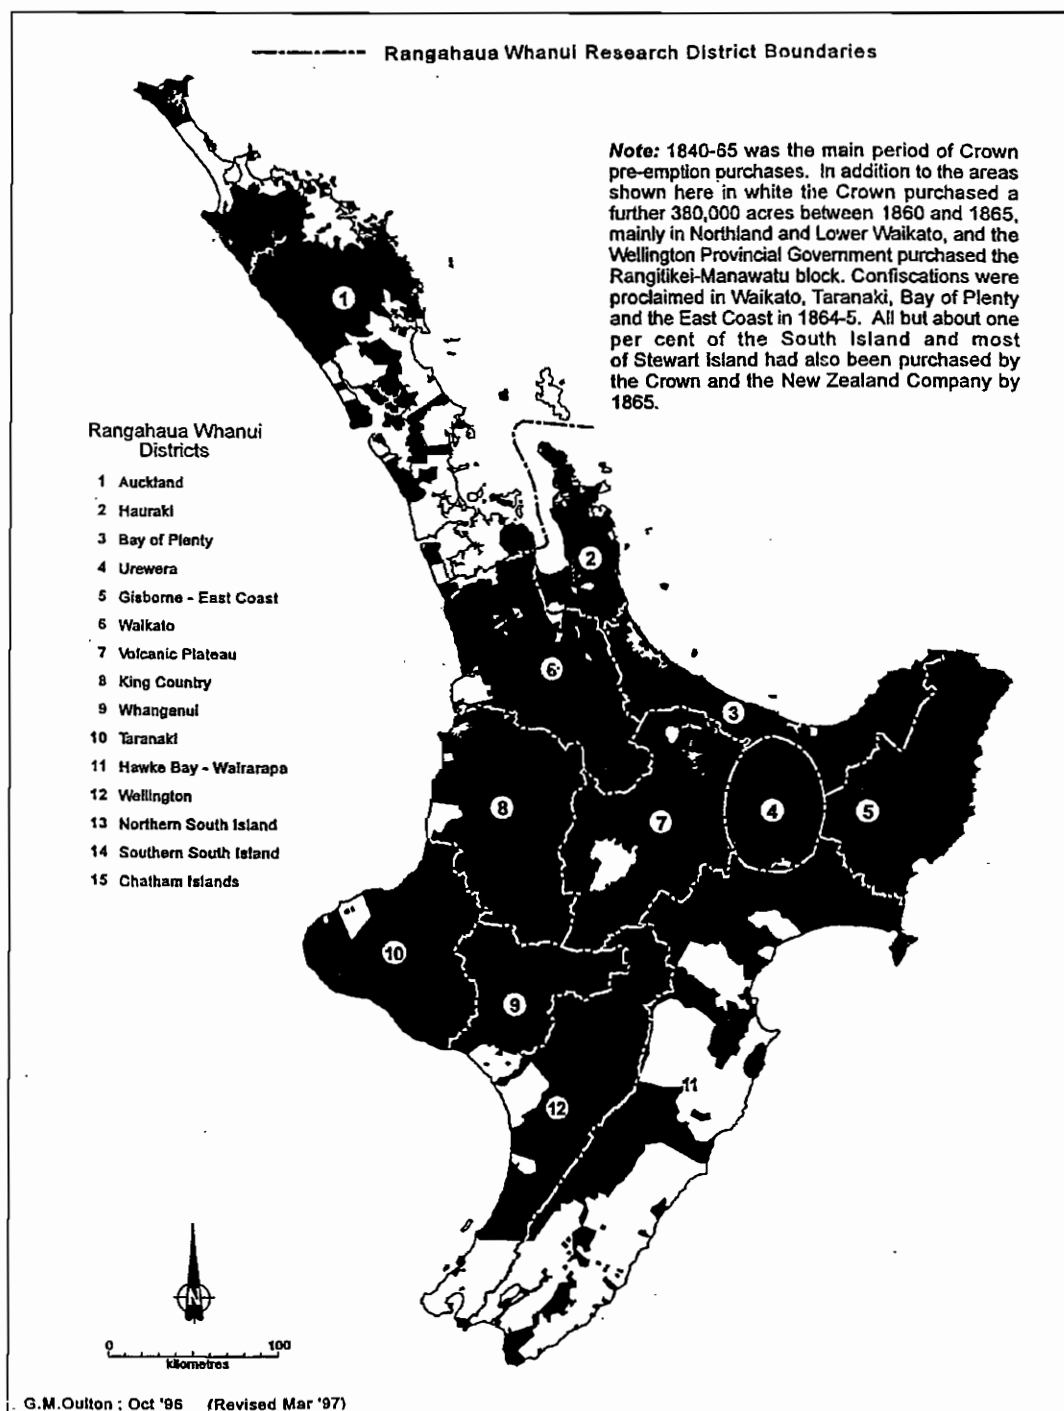 Rangahaua Whanui Research District Boundaries
Note: 1840-65 was the main period of Crown
pre-emption purchases. In addition to the areas
shown here in white the Crown purchased a
further 380,000 acres between 1860 and 1865,
mainly in Northland and Lower Waikato, and the
Wellington Provincial Government purchased the
Rangitikei-Manawatu block. Confiscations were
proclaimed in Waikato, Taranaki, Bay of Plenty
and the East Coast in 1864-5. All but about one
per cent of the South Island and most
of Stewart Island had also been purchased by
the Crown and the New Zealand Company by
1865.
Rangahaua Whanui
Districts
1 Auckland
2 Hauraki
3 Bay of Plenty
4 Urewera
5 Gisborne - East Coast
6 Waikato
7 Volcanic Plateau
8 King Country
9 Whanganui
10 Taranaki
11 Hawke Bay - Wairarapa
12 Wellington
13 Northern South Island
14 Southern South Island
15 Chatham Islands
1
2
6
3
8
7
4
5
10
9
11
12
N
0 100
kilometres
G.M.Oulton ; Oct '96 (Revised Mar '97)